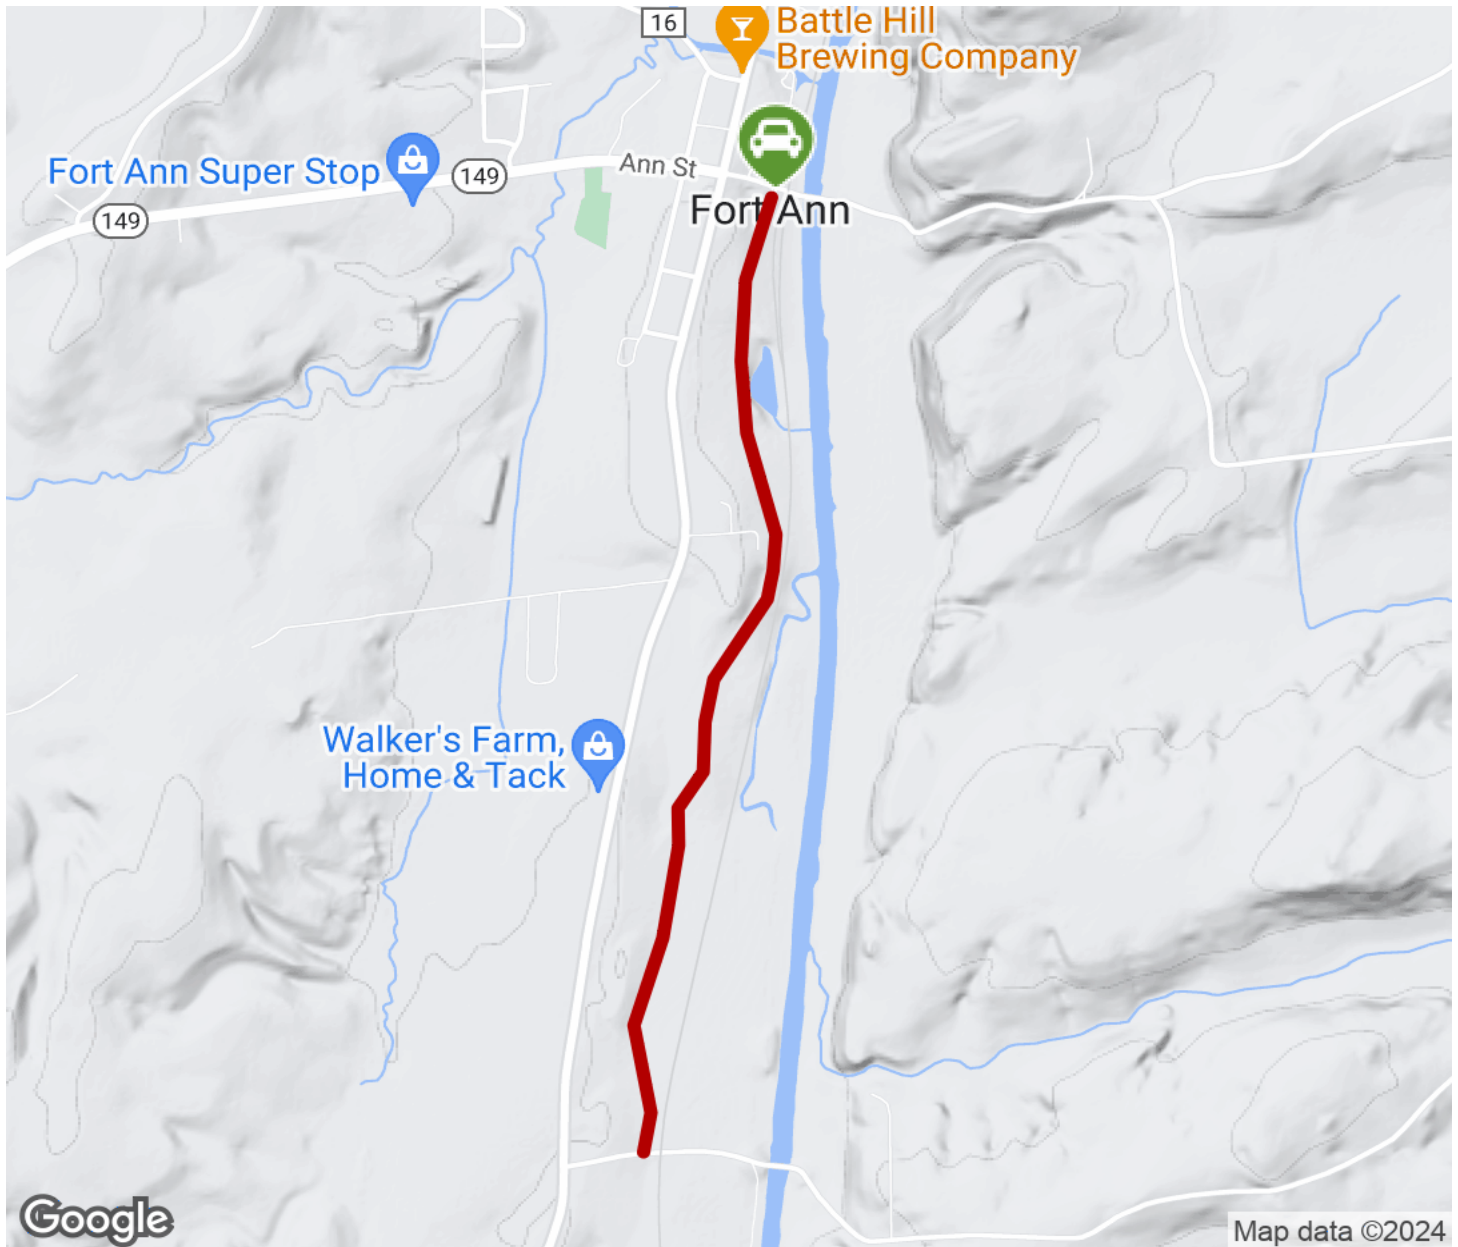 16
Battle Hill
Brewing Company
Fort Ann Super Stop
149
Ann St
149
Fort Ann
Walker's Farm,
Home & Tack
Google
Map data ©2024